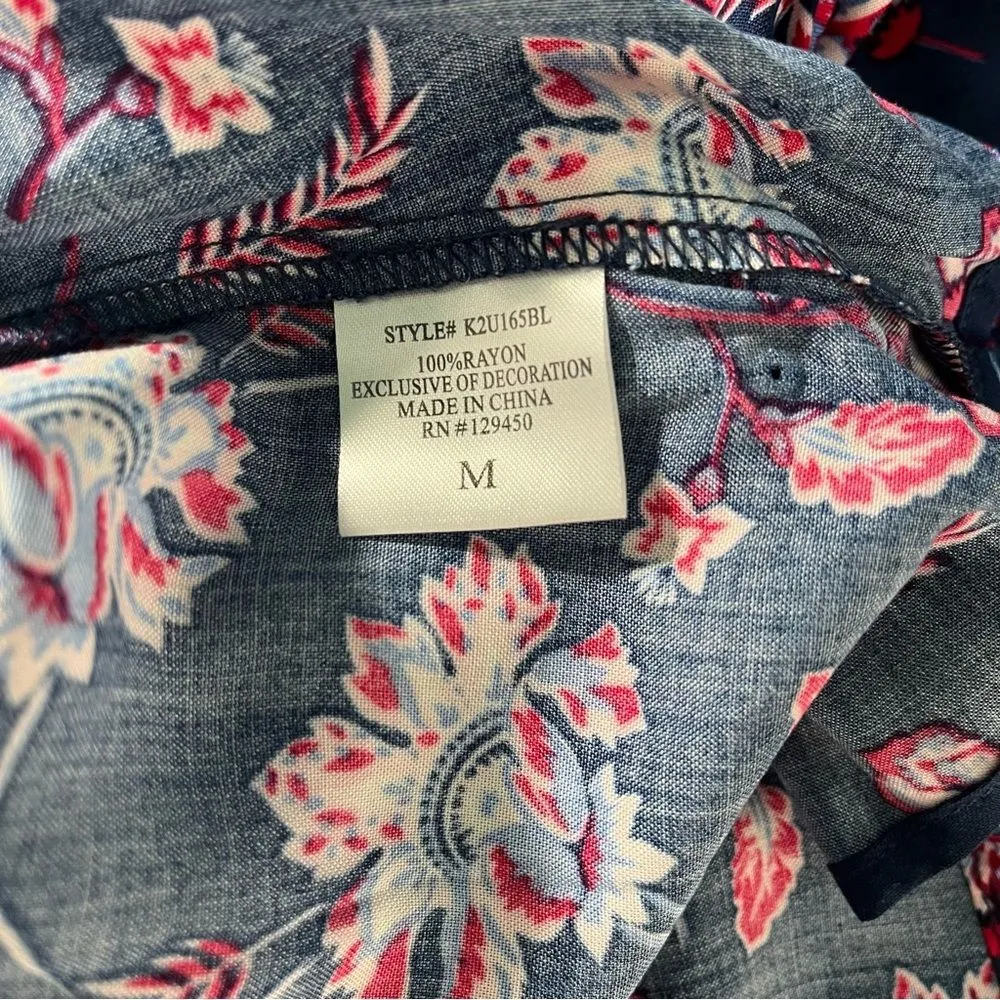 STYLE# K2U165BL
100%RAYON
EXCLUSIVE OF DECORATION
MADE IN CHINA
RN #129450
M